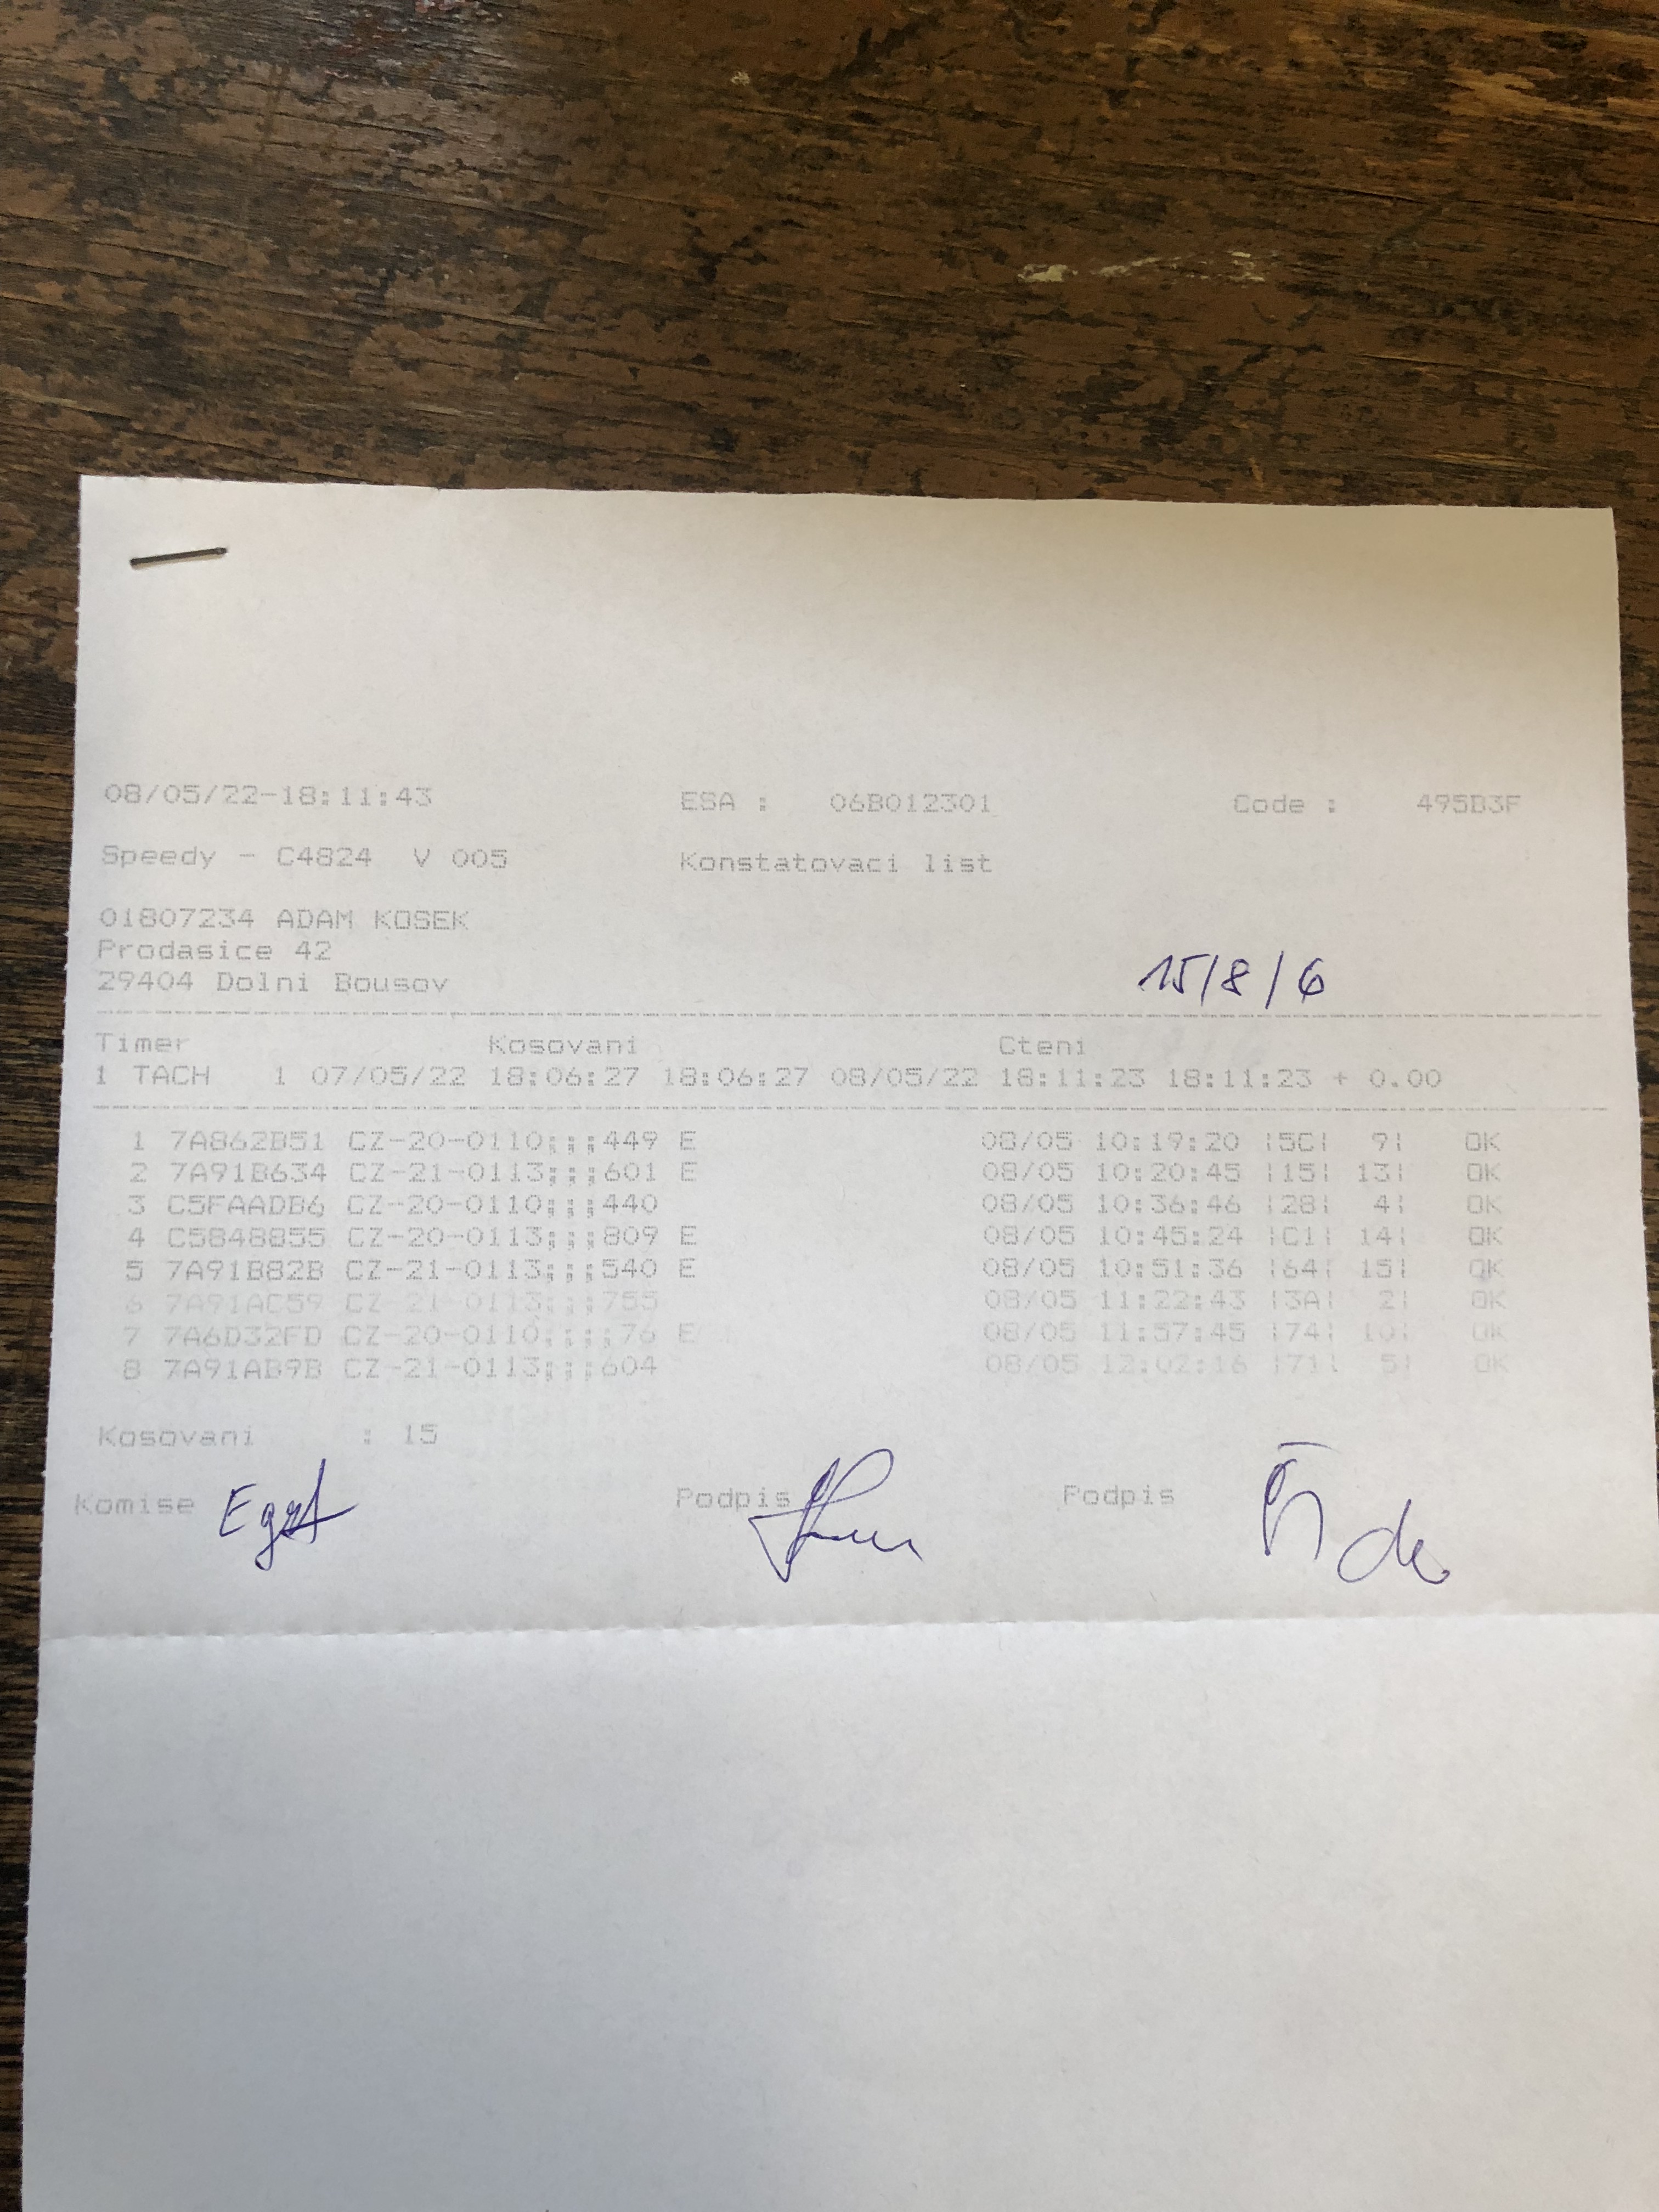 08/05/22-18:11:43 ESA : 06B012301 Code : 495B3F
Speedy - C4824 V 005 Konstatovaci list
01807234 ADAM KOSEK
Prodasice 42
29404 Dolni Bousov
15/8/6
Timer Kosovani Cteni
1 TACH 1 07/05/22 18:06:27 18:06:27 08/05/22 18:11:23 18:11:23 + 0.00
1 7A862B51 CZ-20-0110;;;449 E 08/05 10:19:20 |5C| 9| OK
2 7A91B634 CZ-21-0113;;;601 E 08/05 10:20:45 |15| 13| OK
3 C5FAADB6 CZ-20-0110;;;440 08/05 10:36:46 |28| 4| OK
4 C5848855 CZ-20-0113;;;809 E 08/05 10:45:24 |C1| 14| OK
5 7A91B82B CZ-21-0113;;;540 E 08/05 10:51:36 |64| 15| OK
6 7A91AC59 CZ-21-0113;;;755 08/05 11:22:43 |3A| 2| OK
7 7A6D32FD CZ-20-0110;;;;76 E 08/05 11:57:45 |74| 10| OK
8 7A91AB9B CZ-21-0113;;;604 08/05 12:02:16 |71| 5| OK
Kosovani : 15
Komise Podpis Podpis